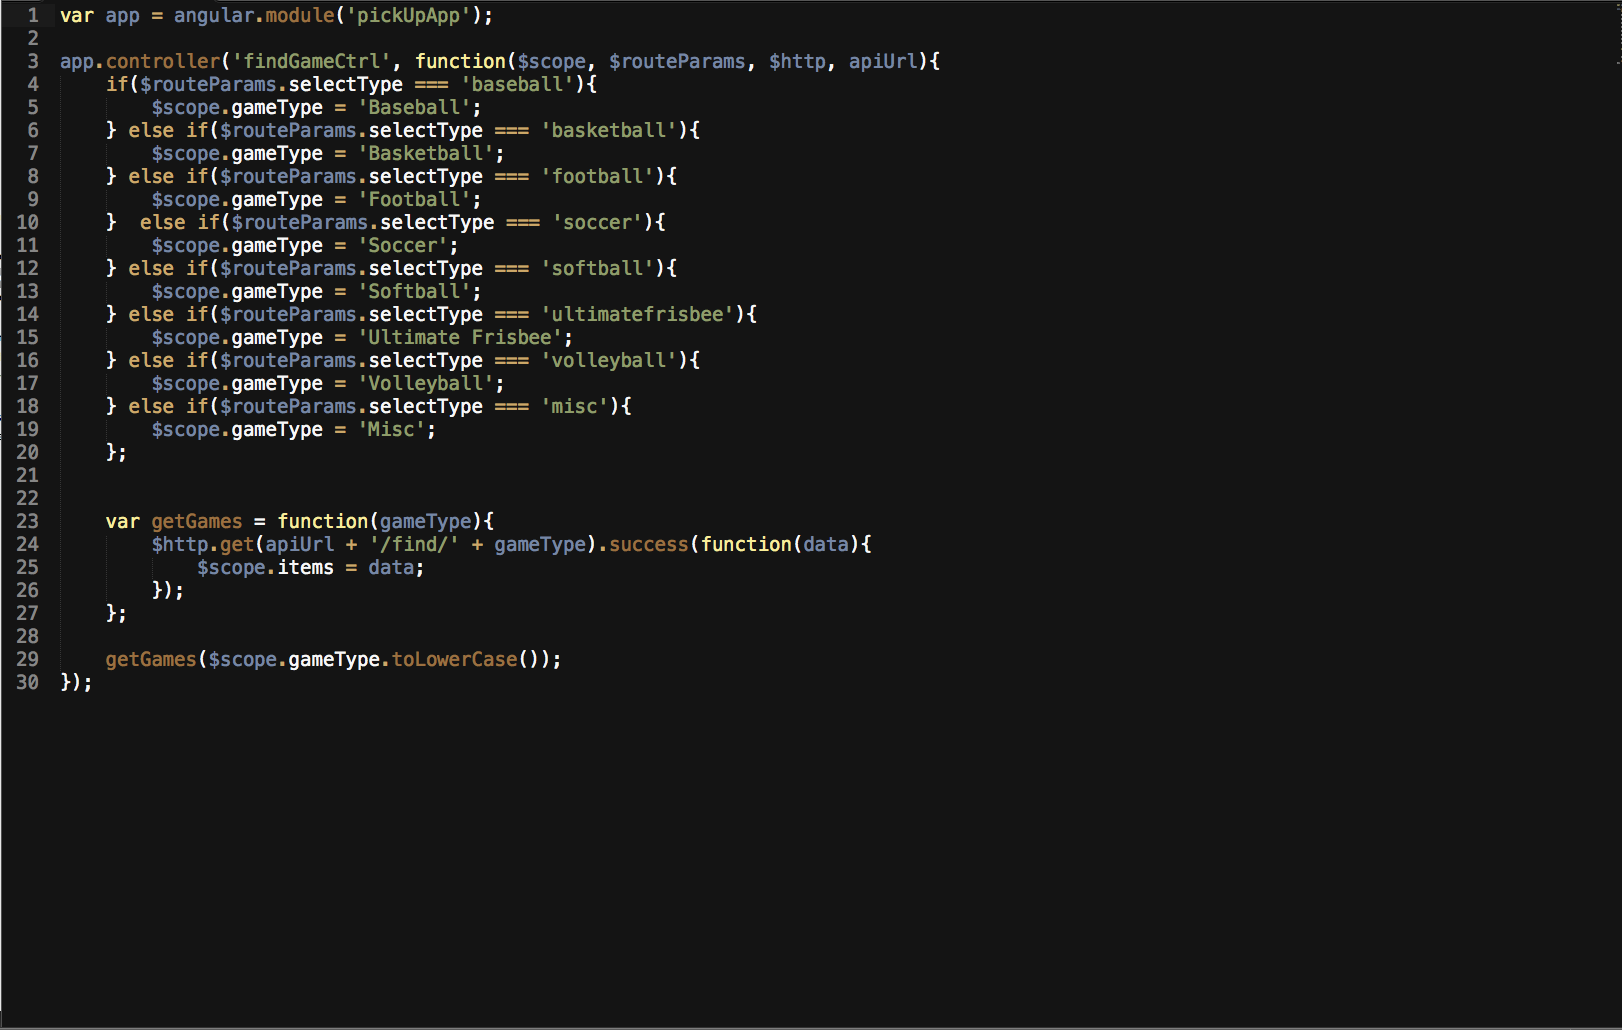 1 var app = angular.module('pickUpApp');
2
3 app.controller('findGameCtrl', function($scope, $routeParams, $http, apiUrl){
4     if($routeParams.selectType === 'baseball'){
5         $scope.gameType = 'Baseball';
6     } else if($routeParams.selectType === 'basketball'){
7         $scope.gameType = 'Basketball';
8     } else if($routeParams.selectType === 'football'){
9         $scope.gameType = 'Football';
10     }  else if($routeParams.selectType === 'soccer'){
11         $scope.gameType = 'Soccer';
12     } else if($routeParams.selectType === 'softball'){
13         $scope.gameType = 'Softball';
14     } else if($routeParams.selectType === 'ultimatefrisbee'){
15         $scope.gameType = 'Ultimate Frisbee';
16     } else if($routeParams.selectType === 'volleyball'){
17         $scope.gameType = 'Volleyball';
18     } else if($routeParams.selectType === 'misc'){
19         $scope.gameType = 'Misc';
20     };
21
22
23     var getGames = function(gameType){
24         $http.get(apiUrl + '/find/' + gameType).success(function(data){
25             $scope.items = data;
26         });
27     };
28
29     getGames($scope.gameType.toLowerCase());
30 });